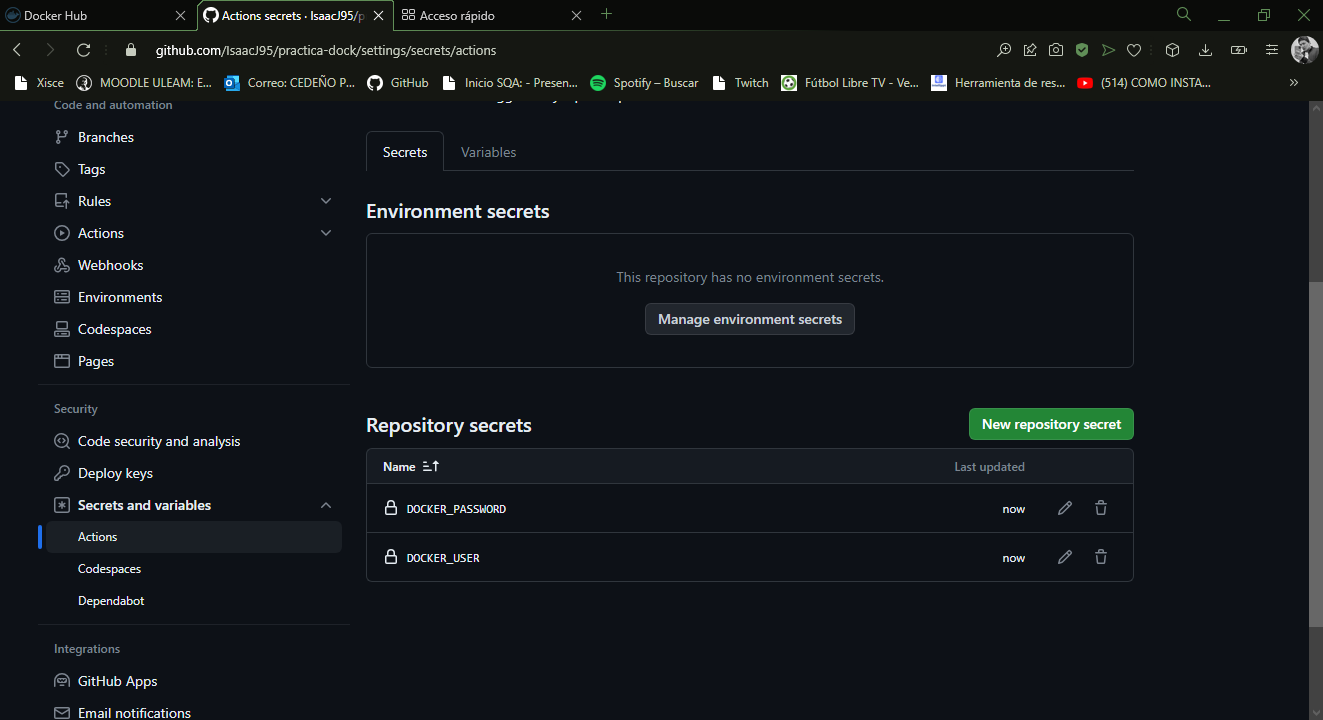 Docker Hub
Actions secrets · IsaacJ95/p
Acceso rápido
github.com/IsaacJ95/practica-dock/settings/secrets/actions
Xisce
MOODLE ULEAM: E...
Correo: CEDEÑO P...
GitHub
Inicio SQA: - Presen...
Spotify – Buscar
Twitch
Fútbol Libre TV - Ve...
Herramienta de res...
(514) COMO INSTA...
Code and automation
Branches
Tags
Rules
Actions
Webhooks
Environments
Codespaces
Pages
Security
Code security and analysis
Deploy keys
Secrets and variables
Actions
Codespaces
Dependabot
Integrations
GitHub Apps
Email notifications
Secrets
Variables
Environment secrets
This repository has no environment secrets.
Manage environment secrets
Repository secrets
New repository secret
Name
Last updated
DOCKER_PASSWORD
now
DOCKER_USER
now